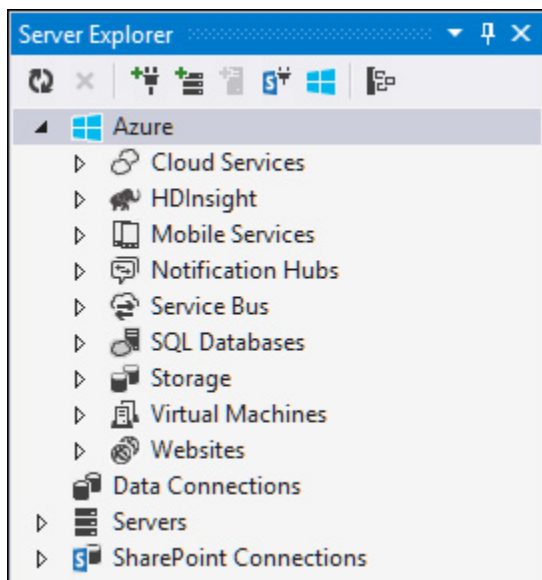 Server Explorer
Azure
Cloud Services
HDInsight
Mobile Services
Notification Hubs
Service Bus
SQL Databases
Storage
Virtual Machines
Websites
Data Connections
Servers
SharePoint Connections